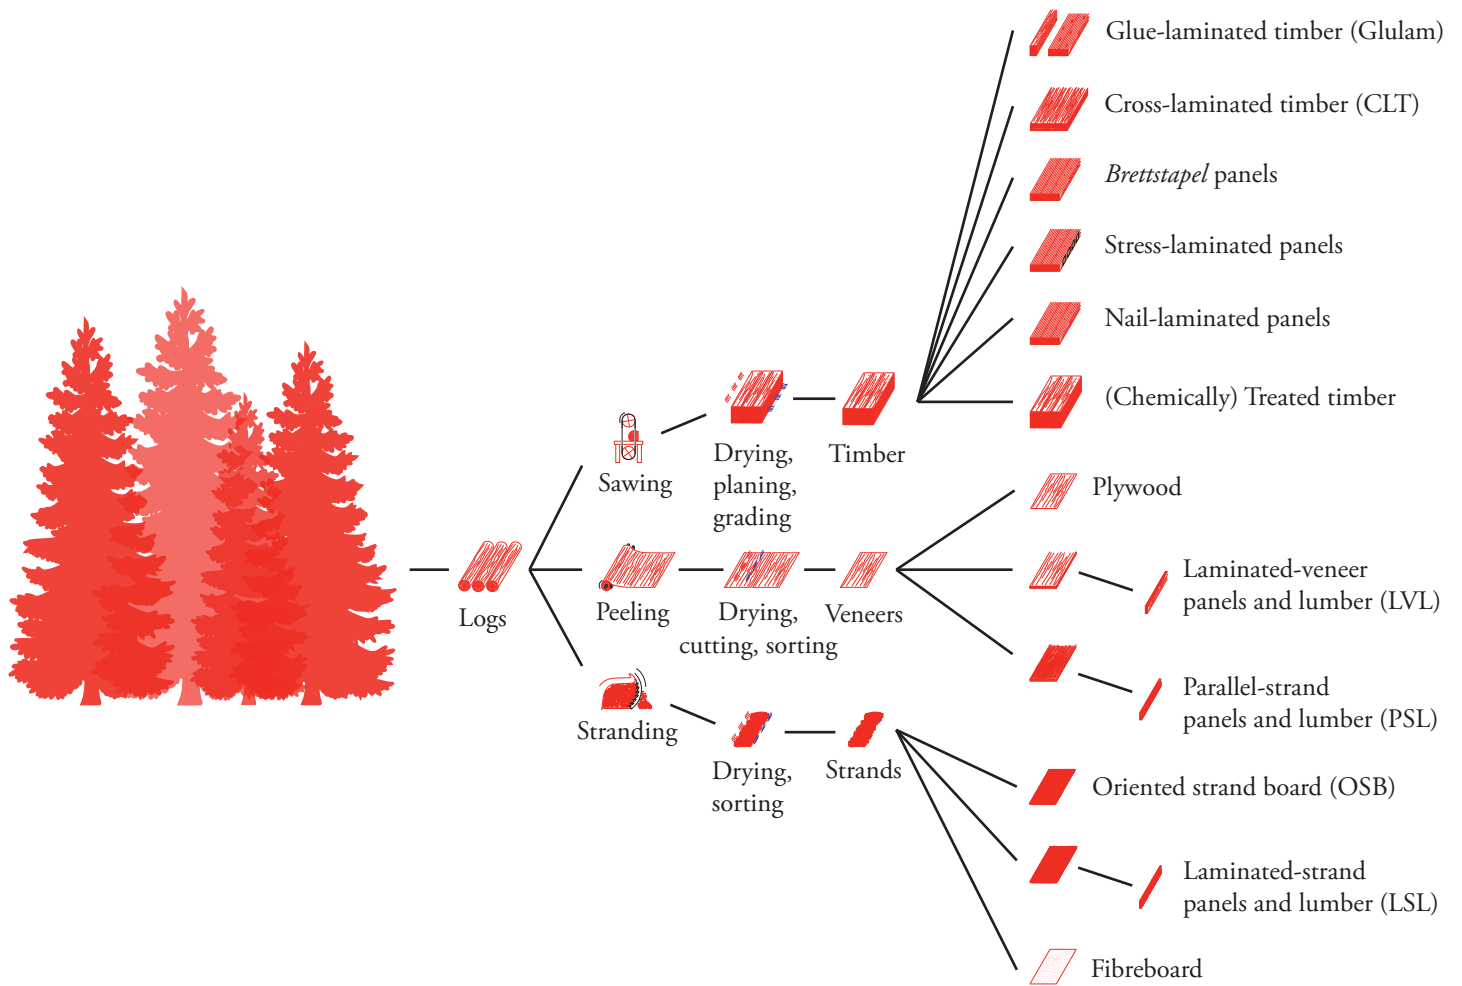 Glue-laminated timber (Glulam)
Cross-laminated timber (CLT)
Brettstapel panels
Stress-laminated panels
Nail-laminated panels
(Chemically) Treated timber
Sawing
Drying,
planing,
grading
Timber
Plywood
Logs
Peeling
Drying,
cutting, sorting
Veneers
Laminated-veneer
panels and lumber (LVL)
Parallel-strand
panels and lumber (PSL)
Stranding
Drying,
sorting
Strands
Oriented strand board (OSB)
Laminated-strand
panels and lumber (LSL)
Fibreboard